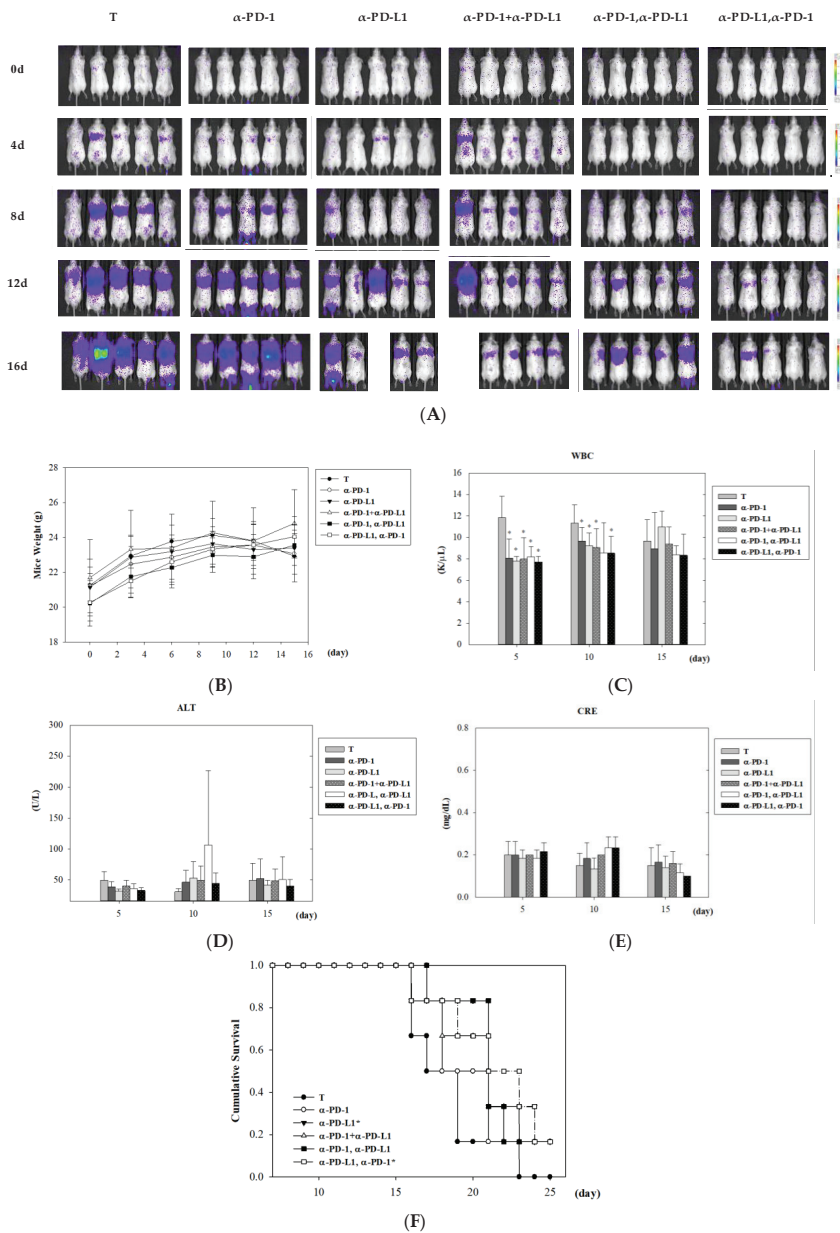 T α-PD-1 α-PD-L1 α-PD-1+α-PD-L1 α-PD-1,α-PD-L1 α-PD-L1,α-PD-1
0d
4d
8d
12d
16d
(A)
28
26
24
22
20
18
Mice Weight (g)
0 2 4 6 8 10 12 14 16 (day)
T
α-PD-1
α-PD-L1
α-PD-1+α-PD-L1
α-PD-1, α-PD-L1
α-PD-L1, α-PD-1
(B)
WBC
16
14
12
10
8
6
4
2
0
(K/μL)
* * * * *
* * * *
5 10 15 (day)
T
α-PD-1
α-PD-L1
α-PD-1+α-PD-L1
α-PD-1, α-PD-L1
α-PD-L1, α-PD-1
(C)
ALT
300
250
200
150
100
50
(U/L)
5 10 15 (day)
T
α-PD-1
α-PD-L1
α-PD-1+α-PD-L1
α-PD-L, α-PD-L1
α-PD-L1, α-PD-1
(D)
CRE
0.8
0.6
0.4
0.2
0.0
(mg/dL)
5 10 15 (day)
T
α-PD-1
α-PD-L1
α-PD-1+α-PD-L1
α-PD-1, α-PD-L1
α-PD-L1, α-PD-1
(E)
1.0
0.8
0.6
0.4
0.2
0.0
Cumulative Survival
T
α-PD-1
α-PD-L1*
α-PD-1+α-PD-L1
α-PD-1, α-PD-L1
α-PD-L1, α-PD-1*
10 15 20 25 (day)
(F)